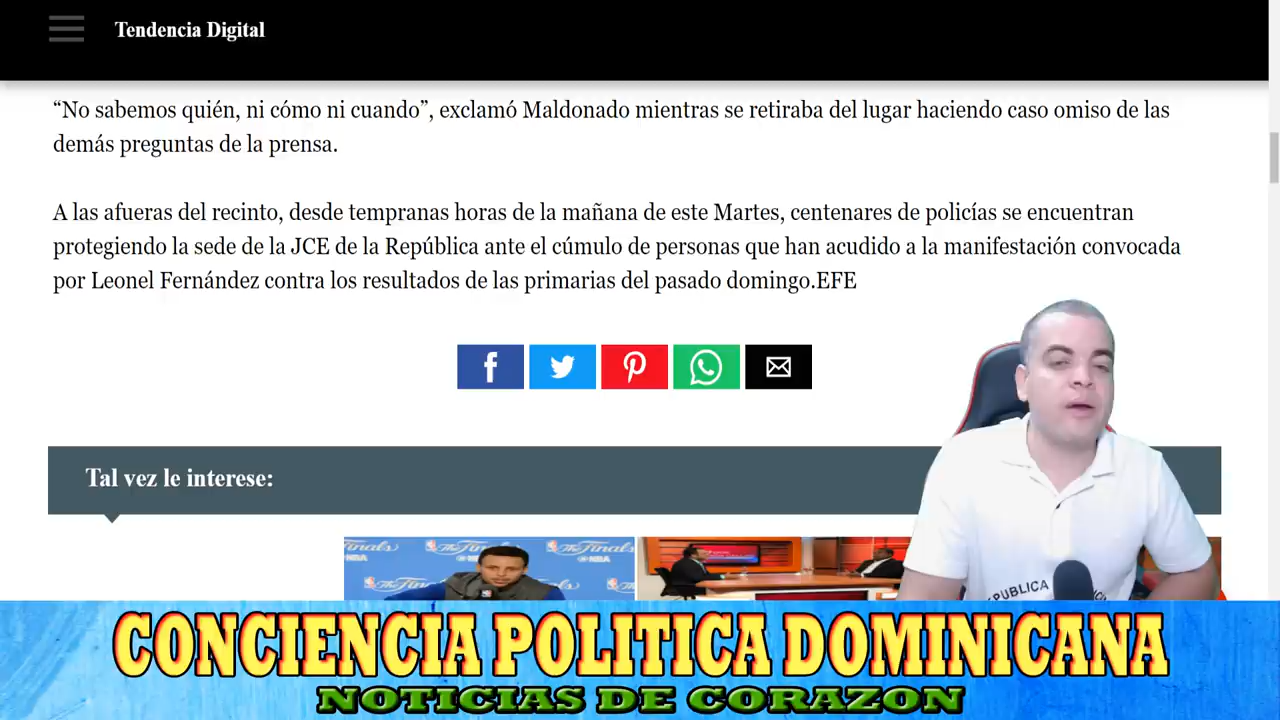 Tendencia Digital
“No sabemos quién, ni cómo ni cuando”, exclamó Maldonado mientras se retiraba del lugar haciendo caso omiso de las
demás preguntas de la prensa.
A las afueras del recinto, desde tempranas horas de la mañana de este Martes, centenares de policías se encuentran
protegiendo la sede de la JCE de la República ante el cúmulo de personas que han acudido a la manifestación convocada
por Leonel Fernández contra los resultados de las primarias del pasado domingo.EFE
Tal vez le interese:
The Finals
NBA
CONCIENCIA POLITICA DOMINICANA
NOTICIAS DE CORAZON